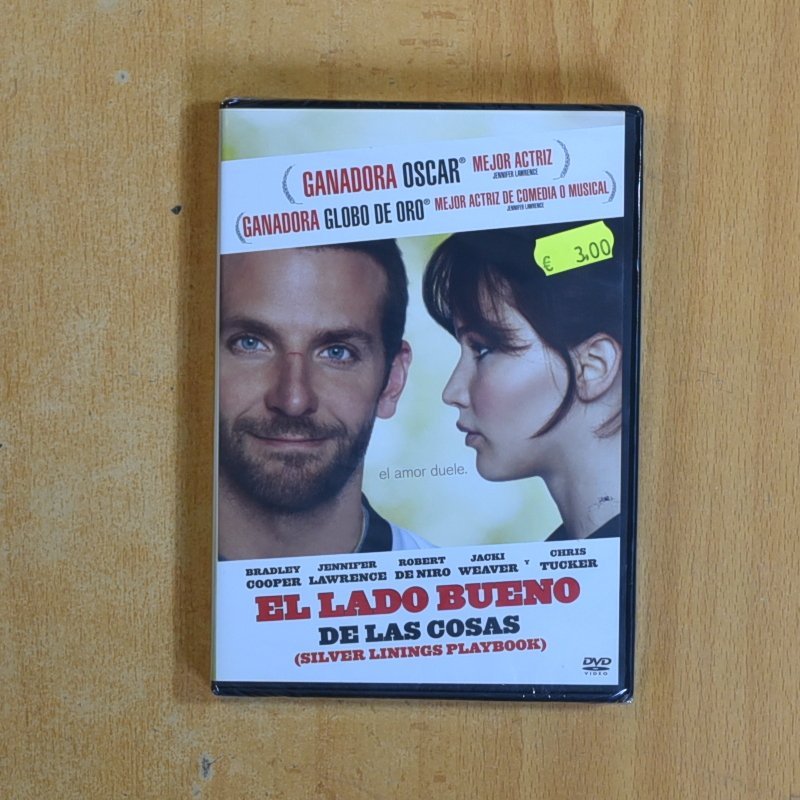 GANADORA OSCAR® MEJOR ACTRIZ
JENNIFER LAWRENCE
GANADORA GLOBO DE ORO® MEJOR ACTRIZ DE COMEDIA O MUSICAL
JENNIFER LAWRENCE
€ 3,00
el amor duele.
BRADLEY COOPER JENNIFER LAWRENCE ROBERT DE NIRO JACKI WEAVER Y CHRIS TUCKER
EL LADO BUENO
DE LAS COSAS
(SILVER LININGS PLAYBOOK)
DVD
VIDEO